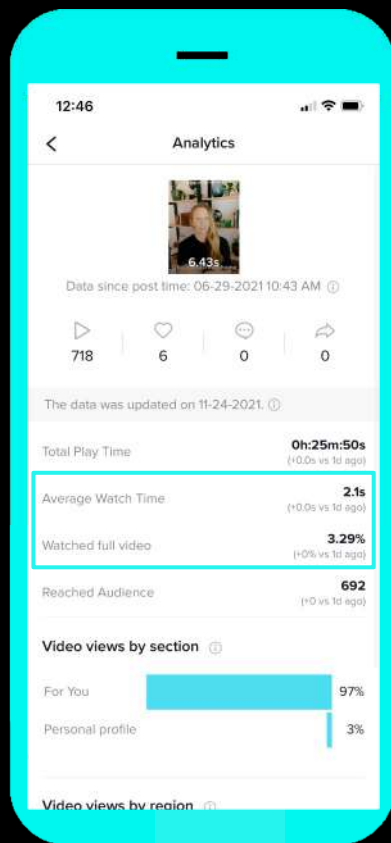 12:46
Analytics
6.43s
Data since post time: 06-29-2021 10:43 AM
718 6 0 0
The data was updated on 11-24-2021.
Total Play Time 0h:25m:50s
(+0.0s vs 1d ago)
Average Watch Time 2.1s
(+0.0s vs 1d ago)
Watched full video 3.29%
(+0% vs 1d ago)
Reached Audience 692
(+0 vs 1d ago)
Video views by section
For You 97%
Personal profile 3%
Video views by region